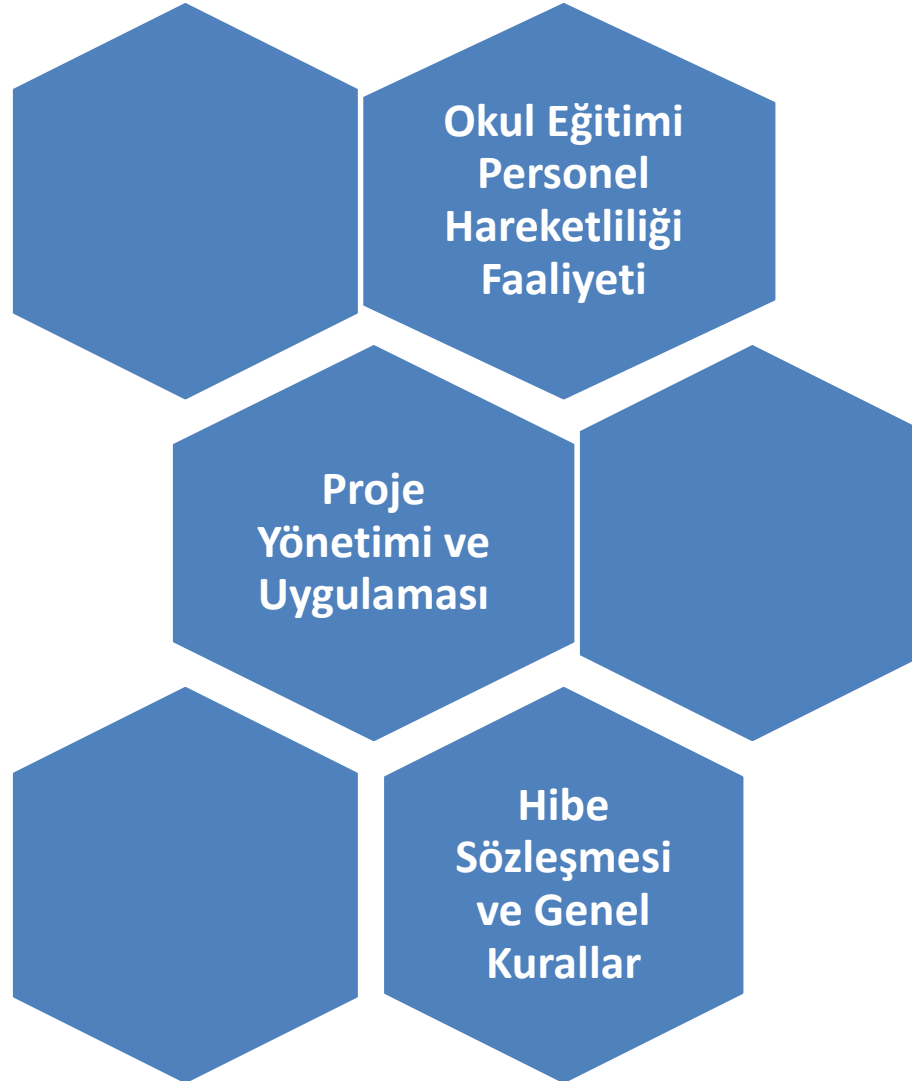 Okul Eğitimi
Personel
Hareketliliği
Faaliyeti
Proje
Yönetimi ve
Uygulaması
Hibe
Sözleşmesi
ve Genel
Kurallar